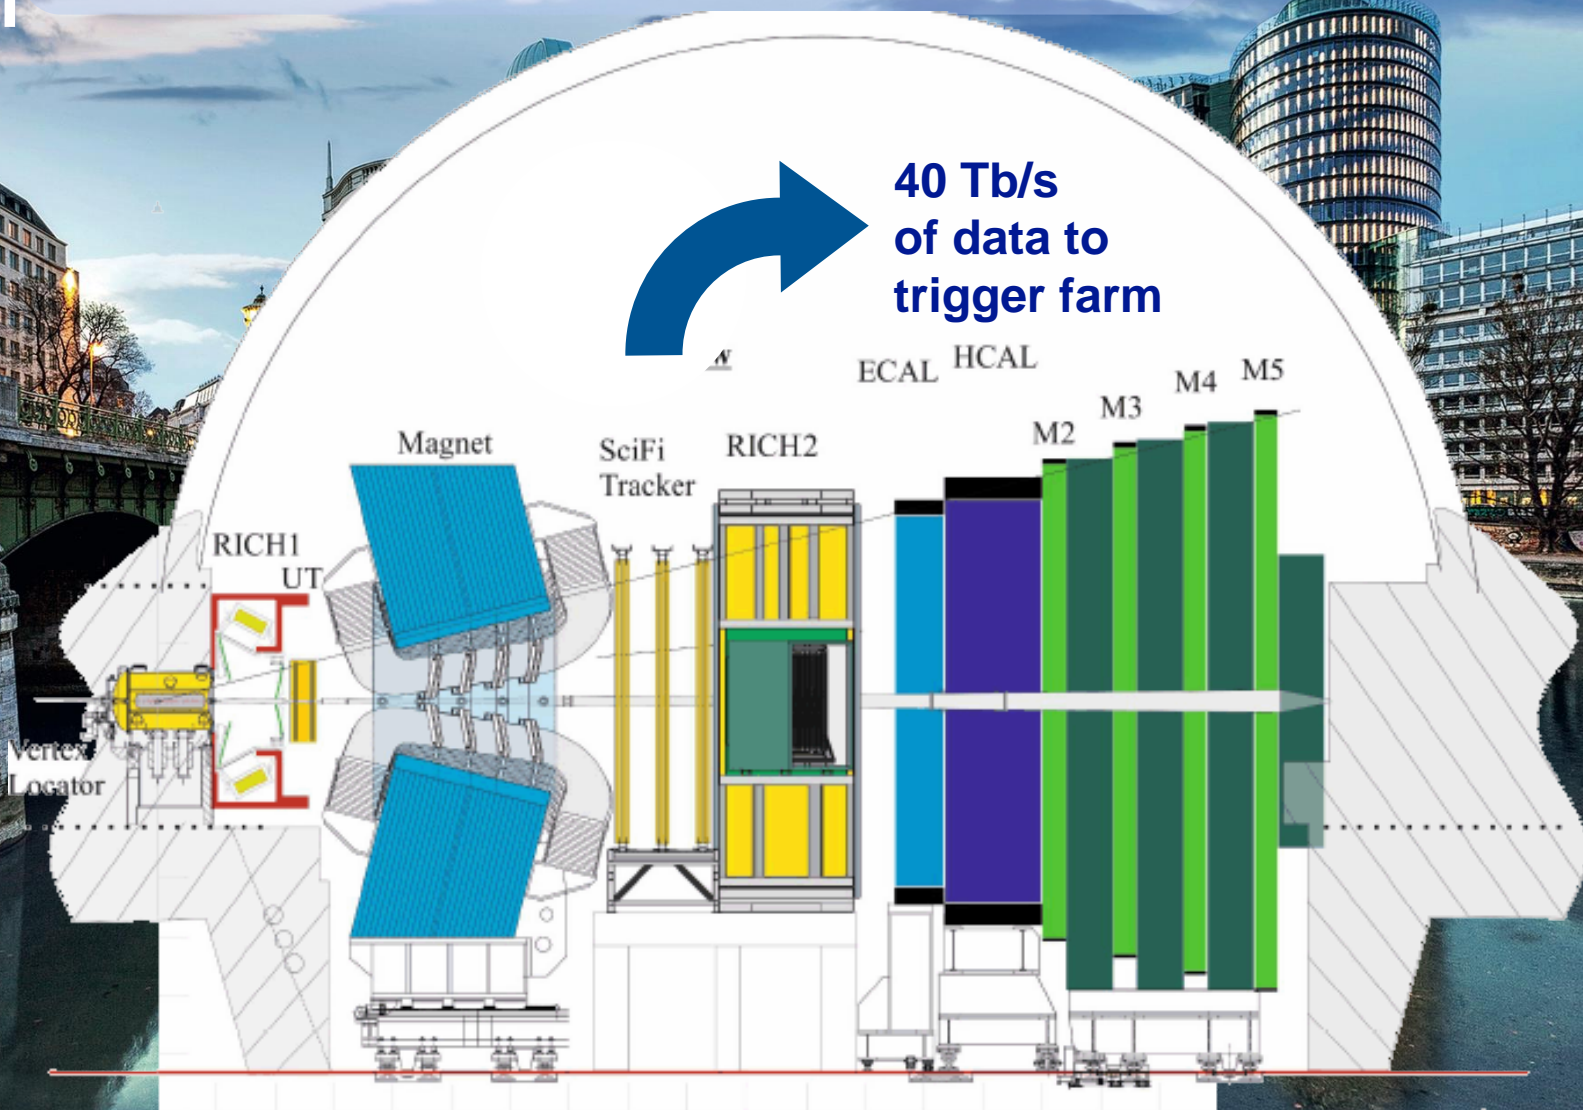 40 Tb/s
of data to
trigger farm
N
ECAL
HCAL
M2
M3
M4
M5
Magnet
SciFi
Tracker
RICH2
RICH1
UT
Vertex
Locator